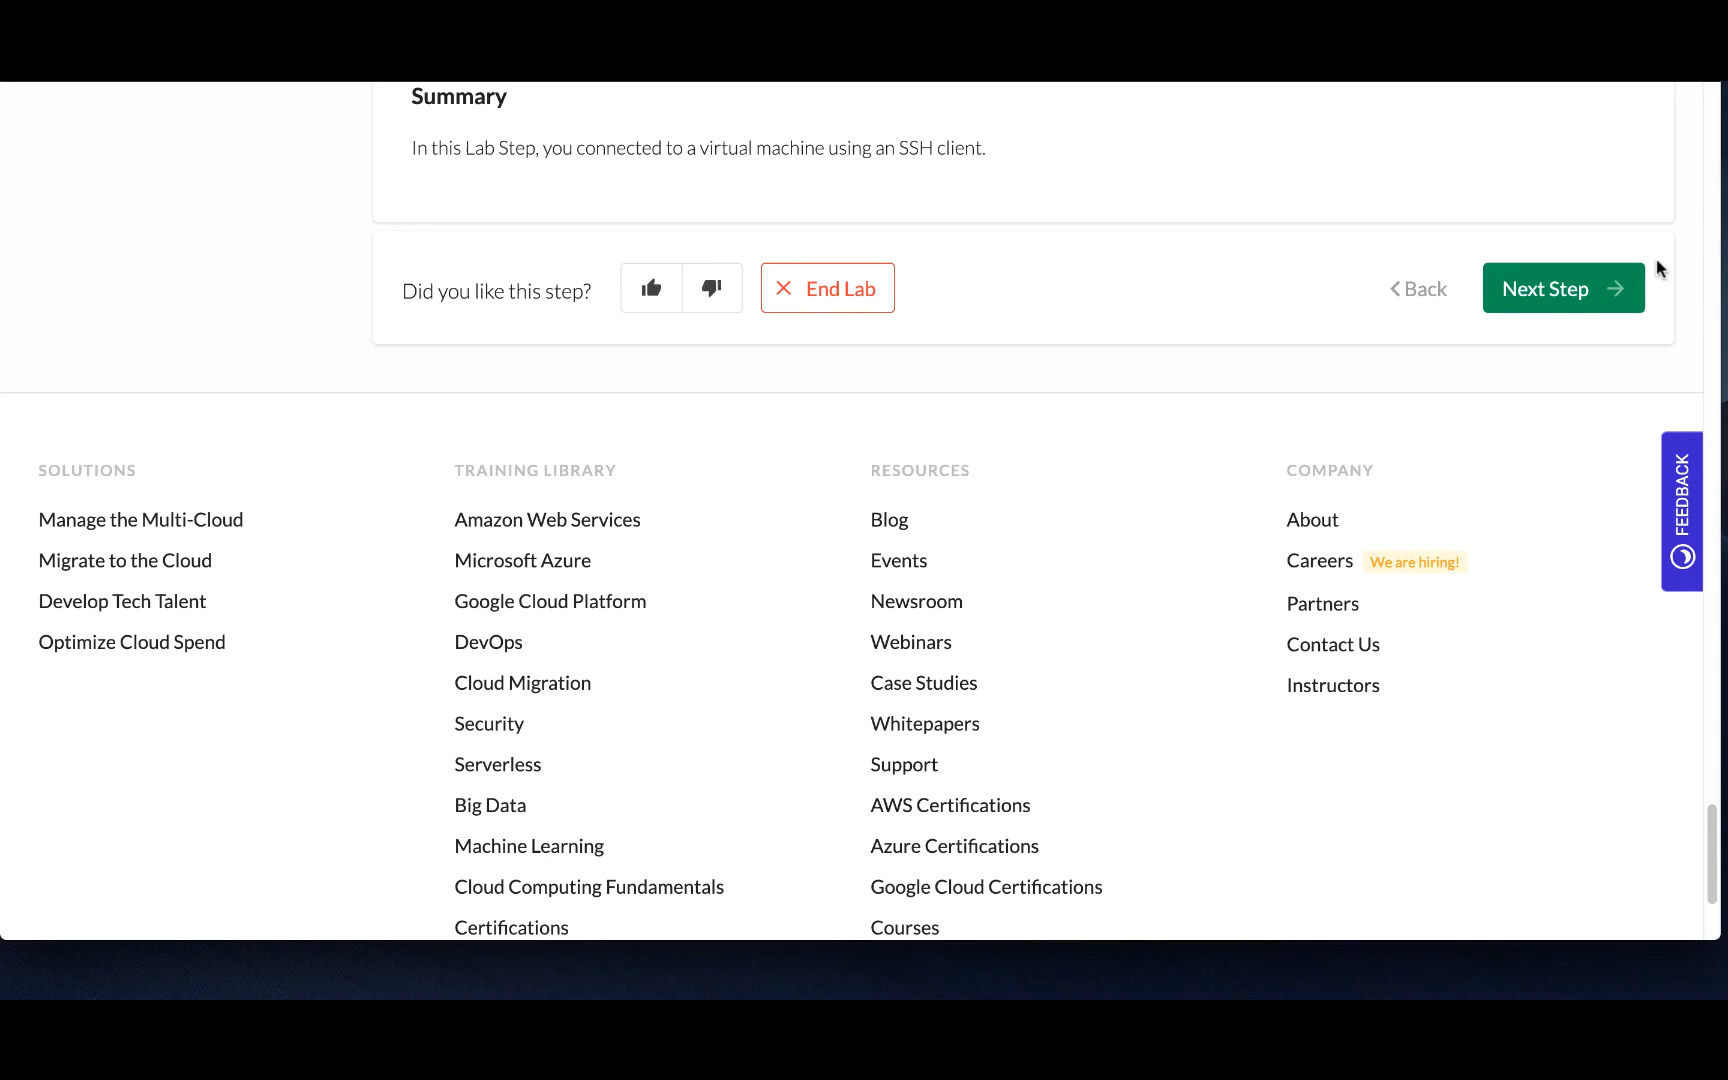 Summary
In this Lab Step, you connected to a virtual machine using an SSH client.
Did you like this step?
End Lab
Back
Next Step
FEEDBACK
SOLUTIONS
Manage the Multi-Cloud
Migrate to the Cloud
Develop Tech Talent
Optimize Cloud Spend
TRAINING LIBRARY
Amazon Web Services
Microsoft Azure
Google Cloud Platform
DevOps
Cloud Migration
Security
Serverless
Big Data
Machine Learning
Cloud Computing Fundamentals
Certifications
RESOURCES
Blog
Events
Newsroom
Webinars
Case Studies
Whitepapers
Support
AWS Certifications
Azure Certifications
Google Cloud Certifications
Courses
COMPANY
About
Careers We are hiring!
Partners
Contact Us
Instructors